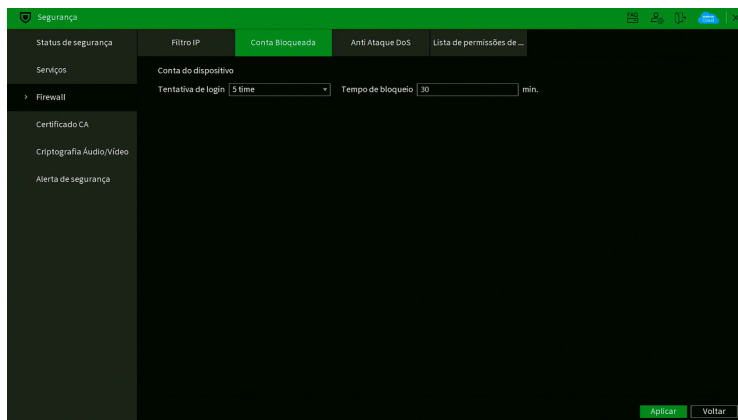 Segurança
FAQ
Status de segurança
Filtro IP
Conta Bloqueada
Anti Ataque DoS
Lista de permissões de ...
Serviços
Conta do dispositivo
Firewall
Tentativa de login 5 time Tempo de bloqueio 30 min.
Certificado CA
Criptografia Áudio/Vídeo
Alerta de segurança
Aplicar
Voltar